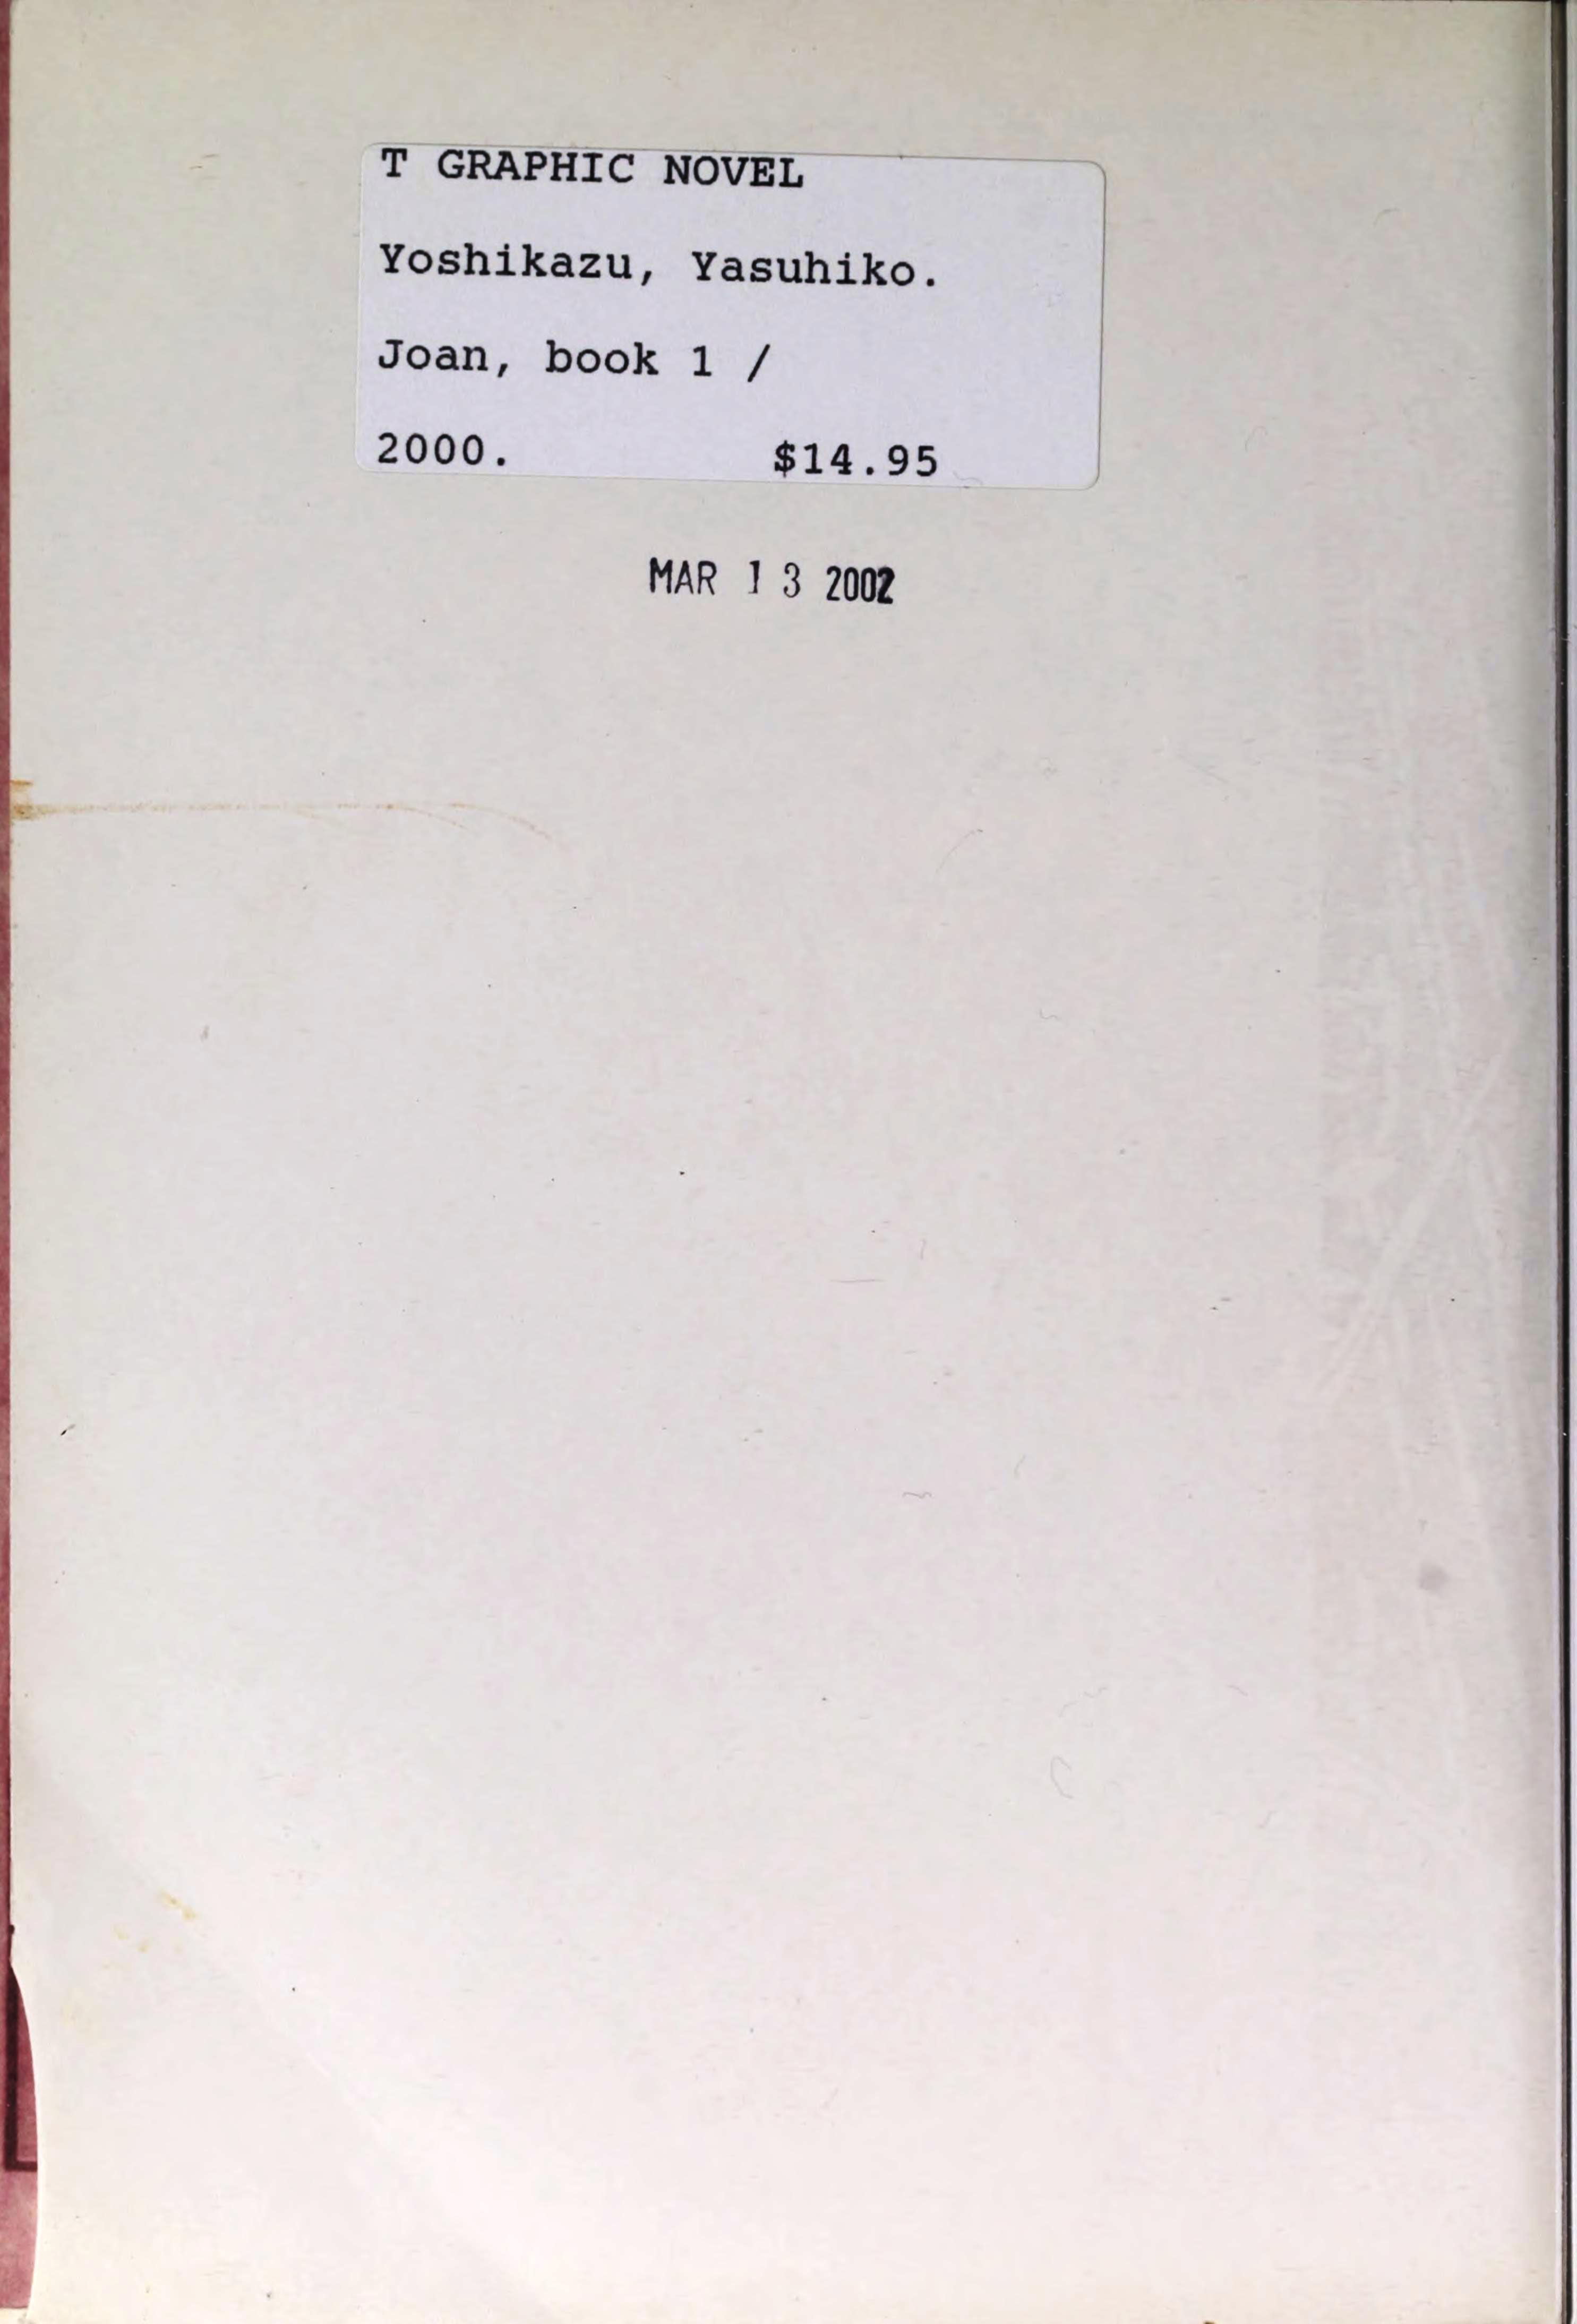 T GRAPHIC NOVEL
Yoshikazu, Yasuhiko.
Joan, book 1 /
2000. $14.95
MAR 13 2002